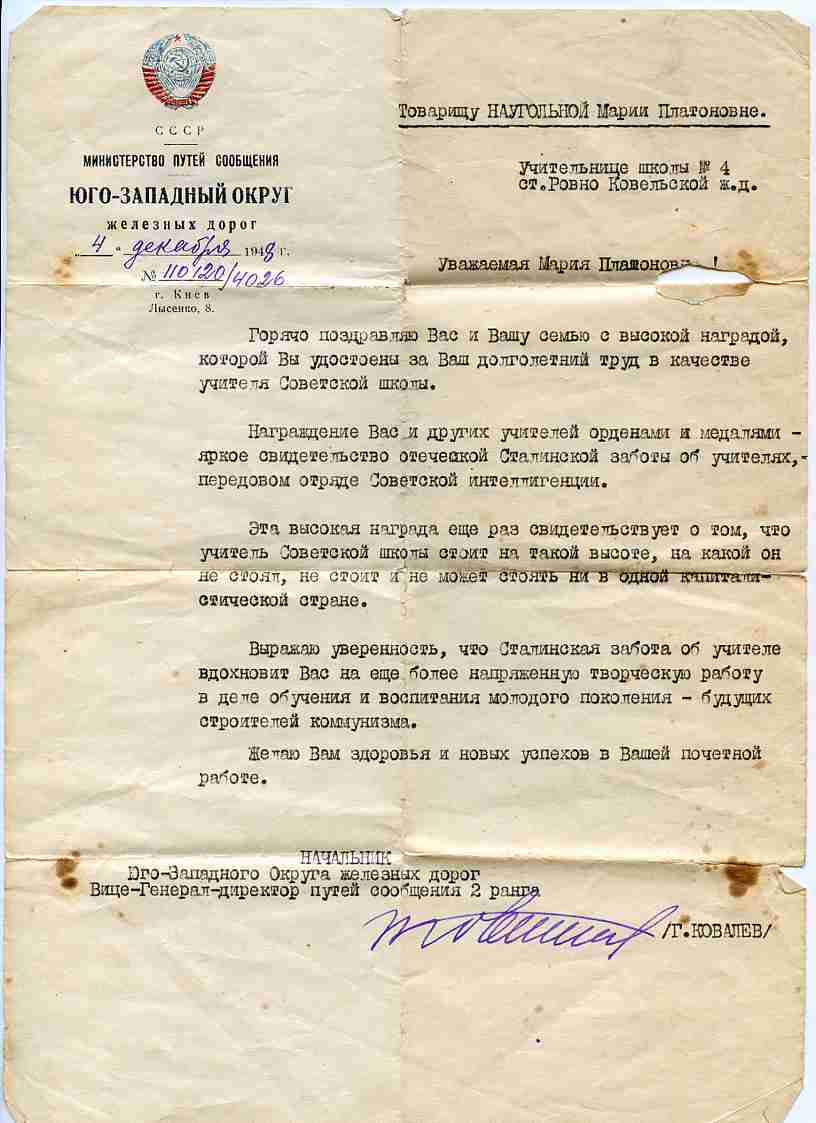 СССР
МИНИСТЕРСТВО ПУТЕЙ СООБЩЕНИЯ
ЮГО-ЗАПАДНЫЙ ОКРУГ
железных дорог
"4" декабря 1948 г.
№ 110120/4026
г. Киев
Лысенко, 8.
Товарищу НАУГОЛЬНОЙ Марии Платоновне.
Учительнице школы № 4
ст.Ровно Ковельской ж.д.
Уважаемая Мария Платоновна !
Горячо поздравляю Вас и Вашу семью с высокой наградой,
которой Вы удостоены за Ваш долголетний труд в качестве
учителя Советской школы.
Награждение Вас и других учителей орденами и медалями -
яркое свидетельство отеческой Сталинской заботы об учителях,-
передовом отряде Советской интеллигенции.
Эта высокая награда еще раз свидетельствует о том, что
учитель Советской школы стоит на такой высоте, на какой он
не стоял, не стоит и не может стоять ни в одной капитали-
стической стране.
Выражаю уверенность, что Сталинская забота об учителе
вдохновит Вас на еще более напряженную творческую работу
в деле обучения и воспитания молодого поколения - будущих
строителей коммунизма.
Желаю Вам здоровья и новых успехов в Вашей почетной
работе.
НАЧАЛЬНИК
Юго-Западного Округа железных дорог
Вице-Генерал-директор путей сообщения 2 ранга
/Г.КОВАЛЕВ/